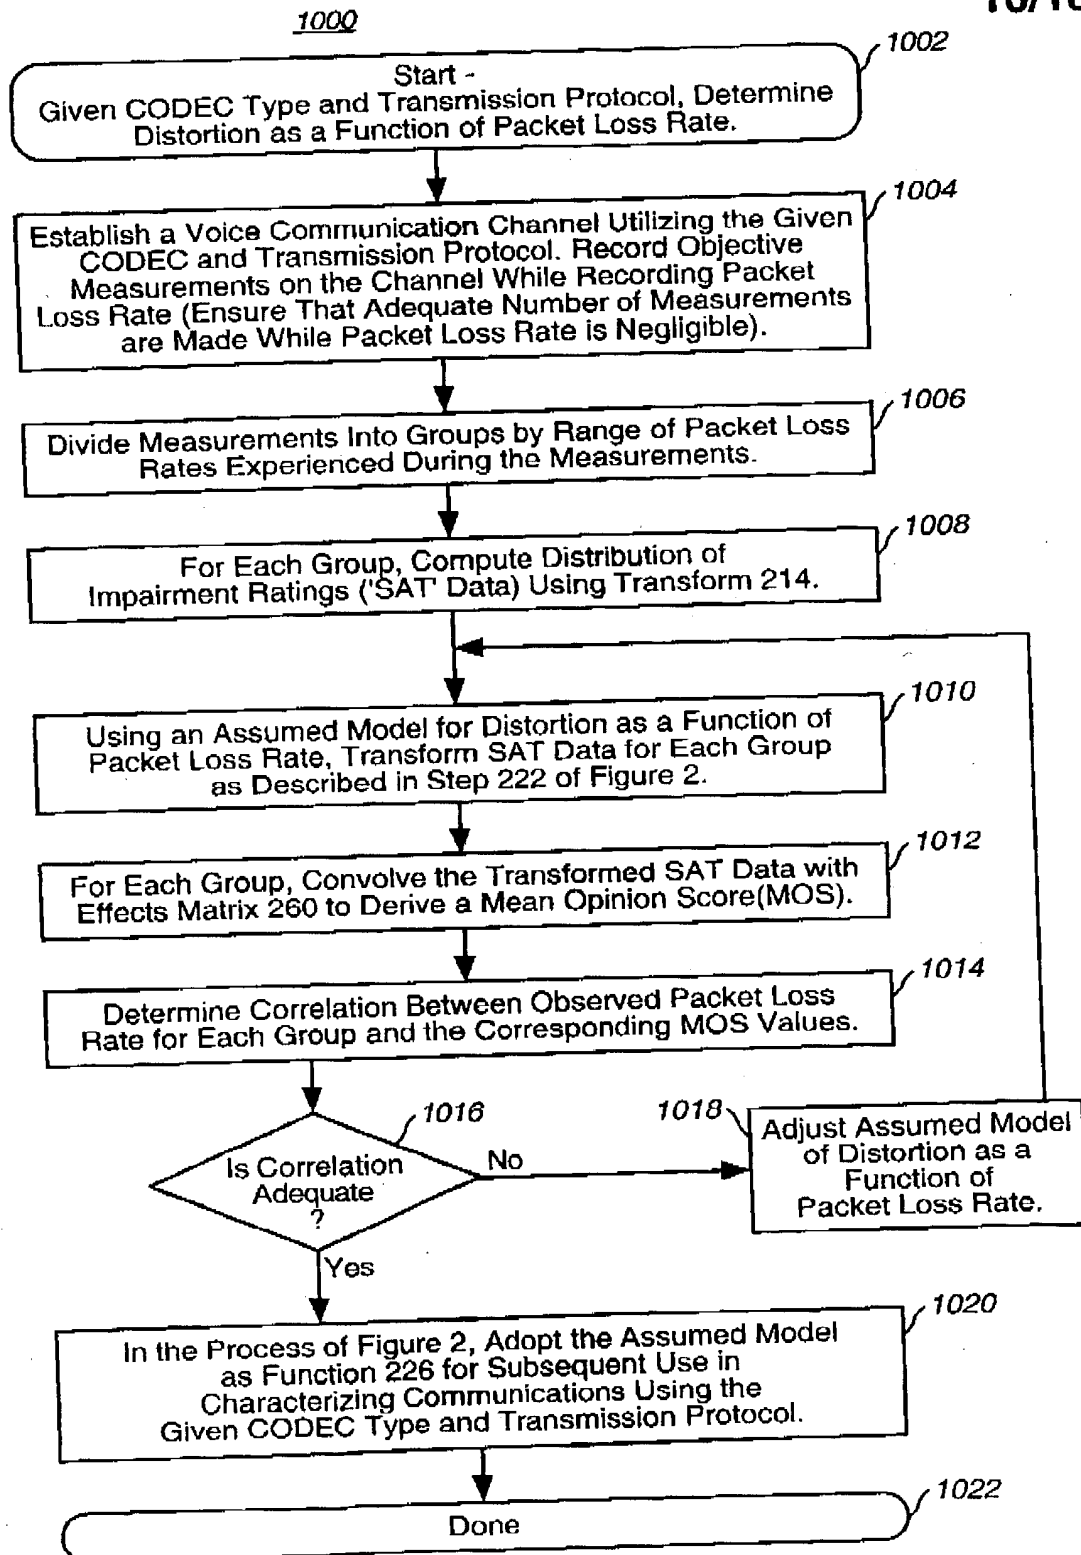 1000
1002
Start -
Given CODEC Type and Transmission Protocol, Determine
Distortion as a Function of Packet Loss Rate.
1004
Establish a Voice Communication Channel Utilizing the Given
CODEC and Transmission Protocol. Record Objective
Measurements on the Channel While Recording Packet
Loss Rate (Ensure That Adequate Number of Measurements
are Made While Packet Loss Rate is Negligible).
1006
Divide Measurements Into Groups by Range of Packet Loss
Rates Experienced During the Measurements.
1008
For Each Group, Compute Distribution of
Impairment Ratings ('SAT' Data) Using Transform 214.
1010
Using an Assumed Model for Distortion as a Function of
Packet Loss Rate, Transform SAT Data for Each Group
as Described in Step 222 of Figure 2.
1012
For Each Group, Convolve the Transformed SAT Data with
Effects Matrix 260 to Derive a Mean Opinion Score(MOS).
1014
Determine Correlation Between Observed Packet Loss
Rate for Each Group and the Corresponding MOS Values.
1016
Is Correlation
Adequate
?
No
Yes
1018
Adjust Assumed Model
of Distortion as a
Function of
Packet Loss Rate.
1020
In the Process of Figure 2, Adopt the Assumed Model
as Function 226 for Subsequent Use in
Characterizing Communications Using the
Given CODEC Type and Transmission Protocol.
1022
Done